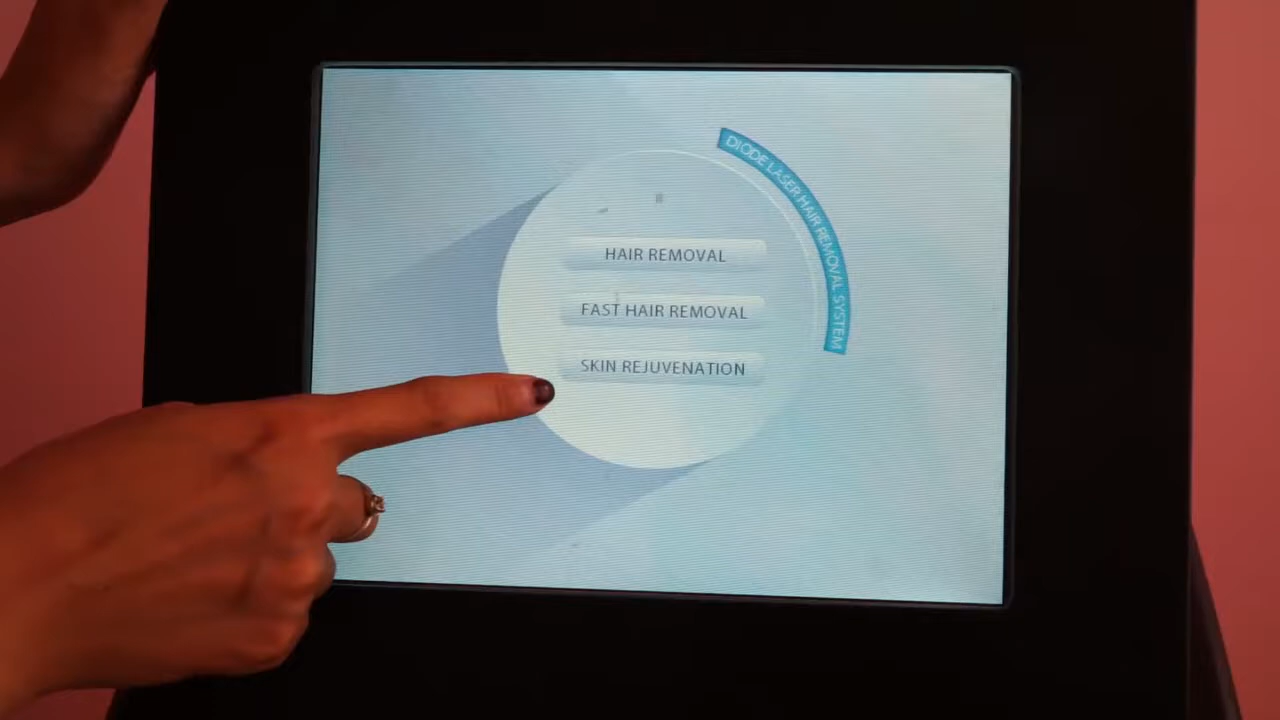 DIODE LASER HAIR REMOVAL SYSTEM
HAIR REMOVAL
FAST HAIR REMOVAL
SKIN REJUVENATION